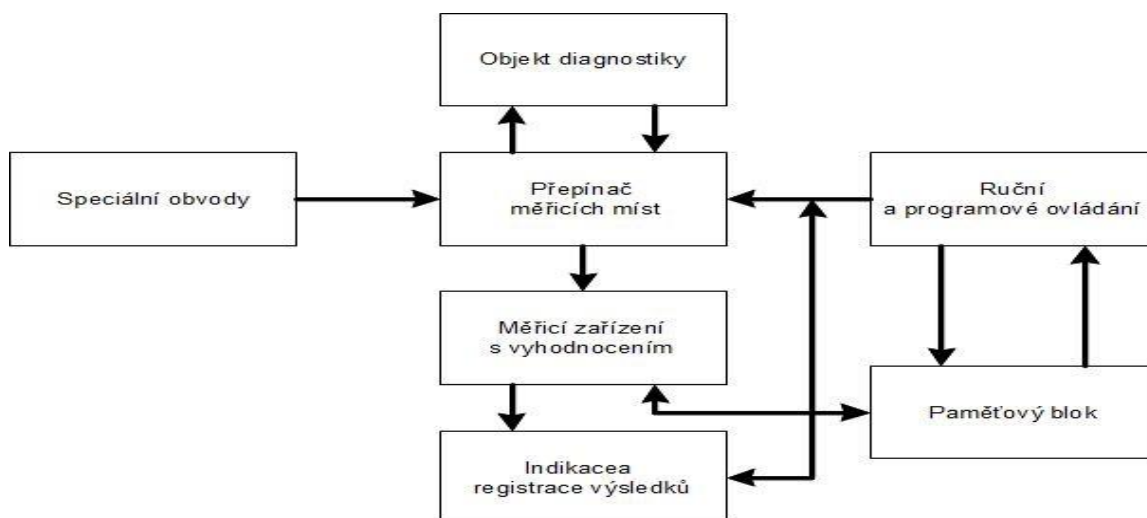 Objekt diagnostiky
Speciální obvody
Přepínač
měřicích míst
Ruční
a programové ovládání
Měřicí zařízení
s vyhodnocením
Paměťový blok
Indikacea
registrace výsledků